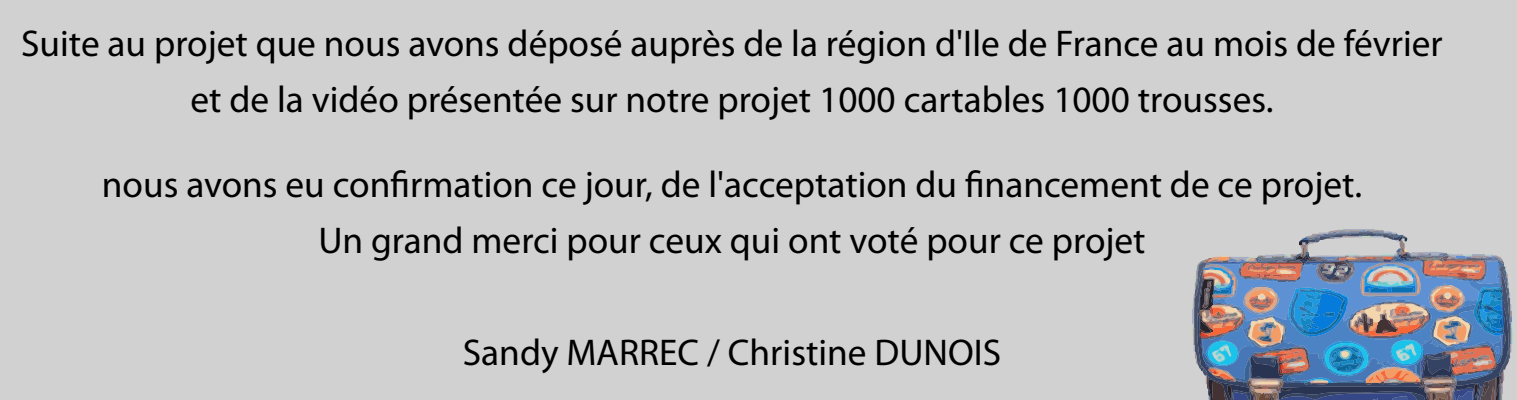 Suite au projet que nous avons déposé auprès de la région d'Ile de France au mois de février
et de la vidéo présentée sur notre projet 1000 cartables 1000 trousses.
nous avons eu confirmation ce jour, de l'acceptation du financement de ce projet.
Un grand merci pour ceux qui ont voté pour ce projet
Sandy MARREC / Christine DUNOIS
92
67
67